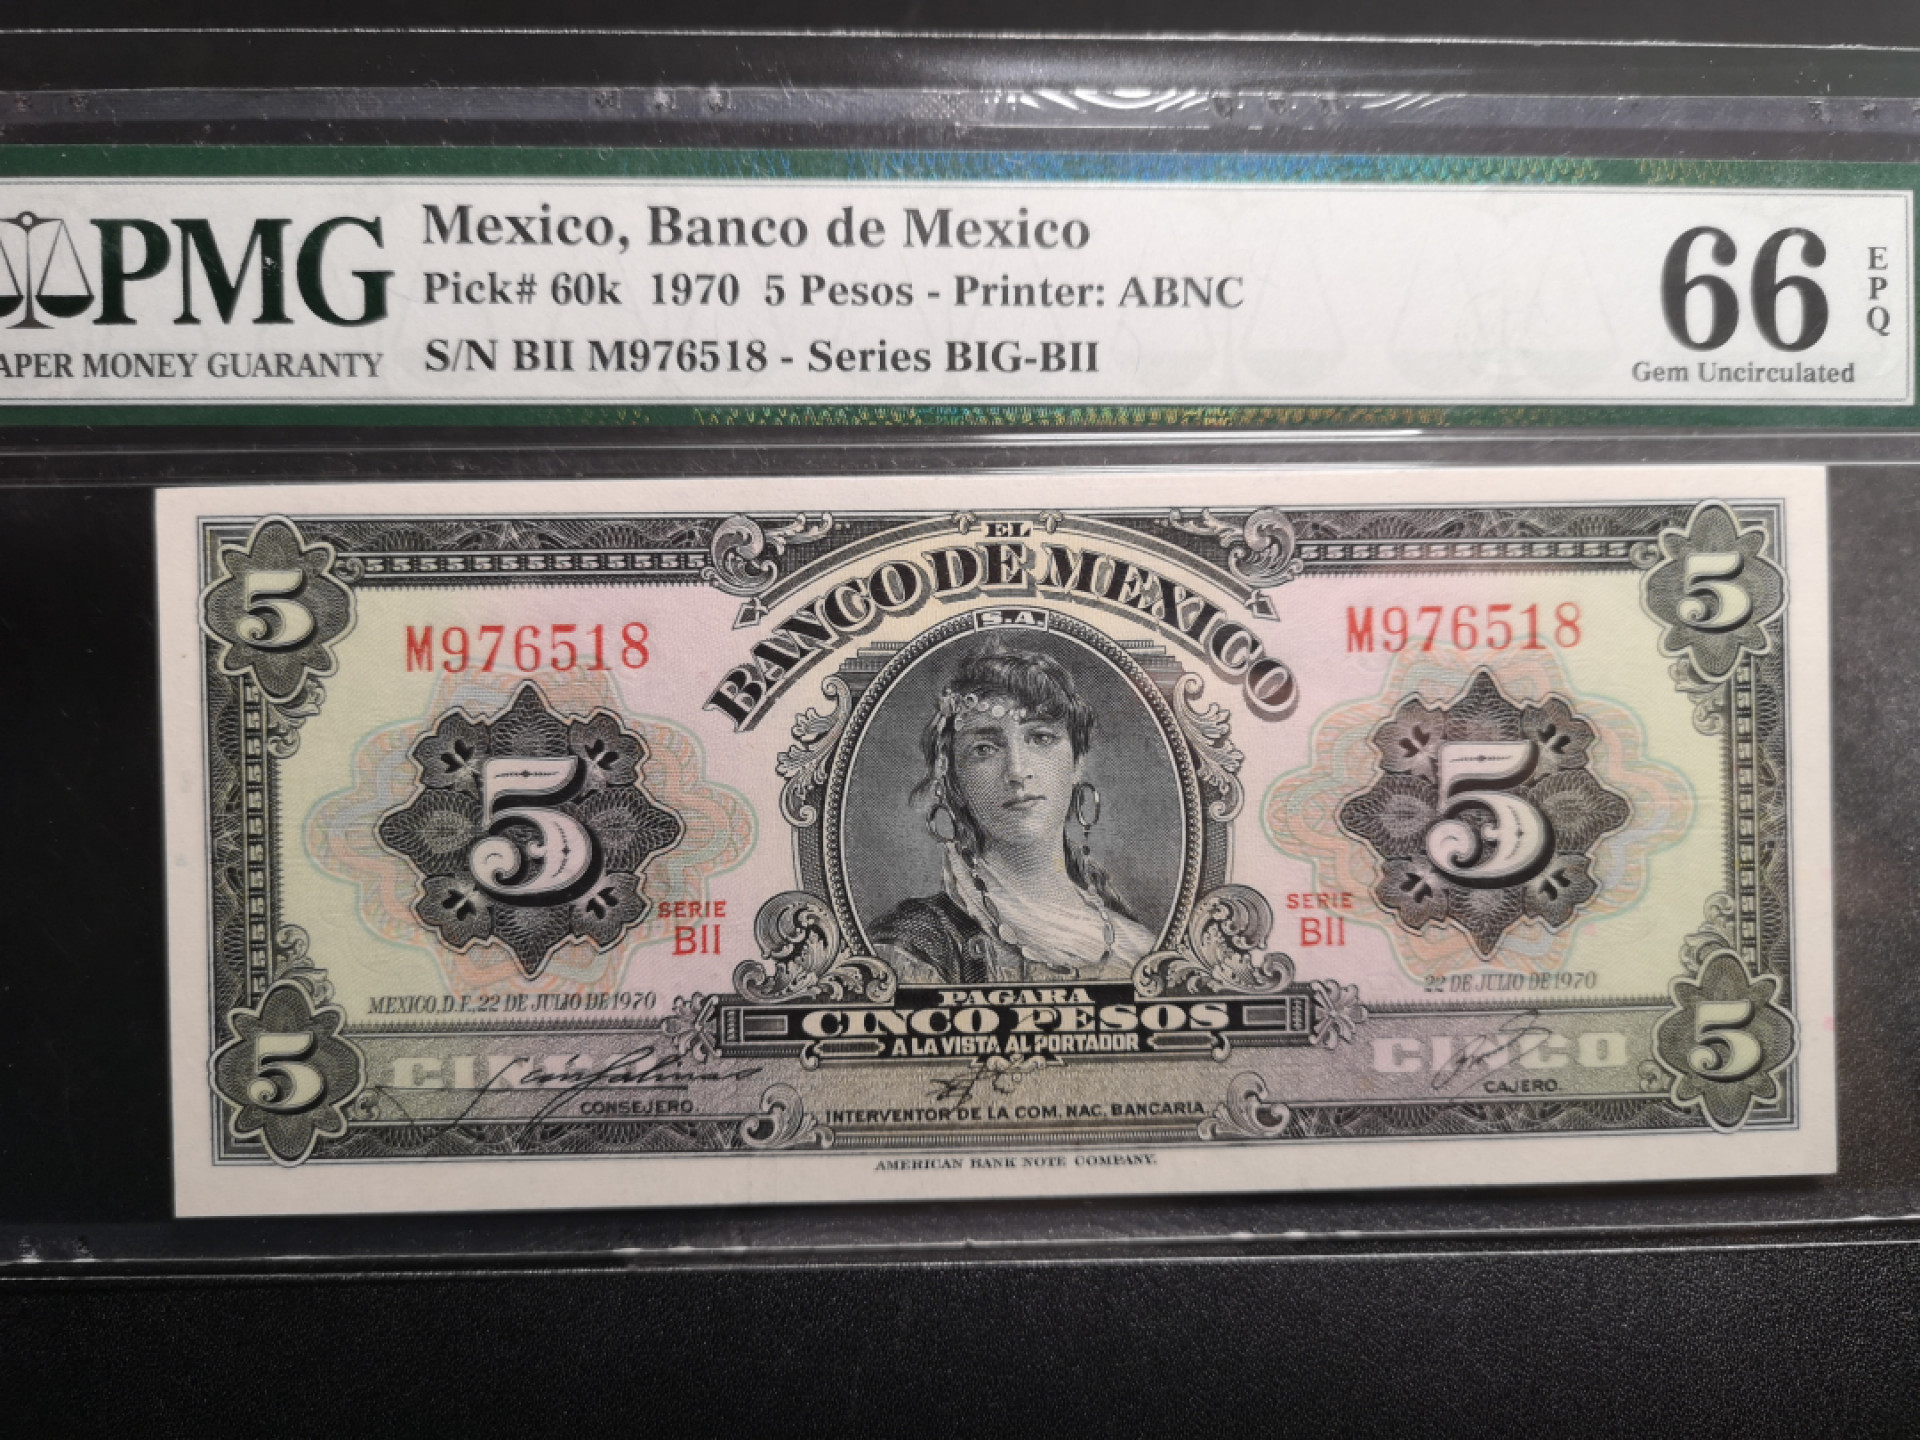 PMG
APER MONEY GUARANTY
Mexico, Banco de Mexico
Pick# 60k 1970 5 Pesos - Printer: ABNC
S/N BII M976518 - Series BIG-BII
66
EPQ
Gem Uncirculated
5 555555555555555 EL 555555555555555 5
BANCO DE MEXICO
S.A.
M976518 M976518
5 5
SERIE SERIE
BII BII
MEXICO, D.F., 22 DE JULIO DE 1970 22 DE JULIO DE 1970
PAGARA
CINCO PESOS
A LA VISTA AL PORTADOR
5 CINCO 5
CONSEJERO. CAJERO.
INTERVENTOR DE LA COM. NAC. BANCARIA.
AMERICAN BANK NOTE COMPANY.